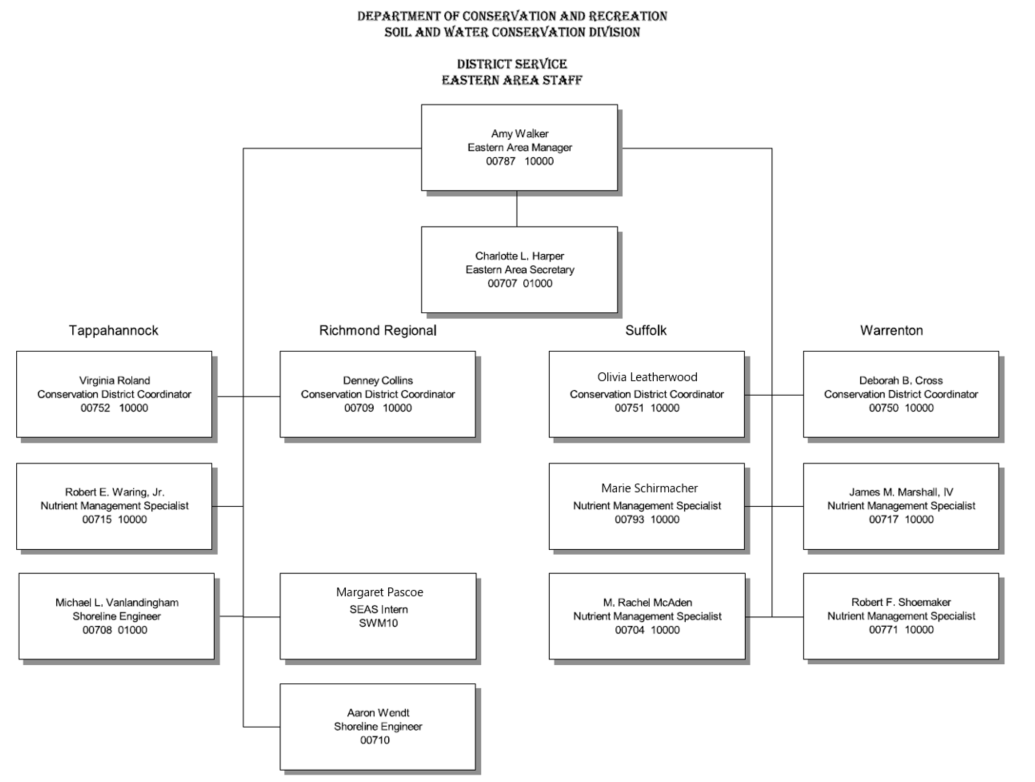 DEPARTMENT OF CONSERVATION AND RECREATION
SOIL AND WATER CONSERVATION DIVISION
DISTRICT SERVICE
EASTERN AREA STAFF
Amy Walker
Eastern Area Manager
00787 10000
Charlotte L. Harper
Eastern Area Secretary
00707 01000
Tappahannock
Virginia Roland
Conservation District Coordinator
00752 10000
Robert E. Waring, Jr.
Nutrient Management Specialist
00715 10000
Michael L. Vanlandingham
Shoreline Engineer
00708 01000
Richmond Regional
Denney Collins
Conservation District Coordinator
00709 10000
Margaret Pascoe
SEAS Intern
SWM10
Aaron Wendt
Shoreline Engineer
00710
Suffolk
Olivia Leatherwood
Conservation District Coordinator
00751 10000
Marie Schirmacher
Nutrient Management Specialist
00793 10000
M. Rachel McAden
Nutrient Management Specialist
00704 10000
Warrenton
Deborah B. Cross
Conservation District Coordinator
00750 10000
James M. Marshall, IV
Nutrient Management Specialist
00717 10000
Robert F. Shoemaker
Nutrient Management Specialist
00771 10000